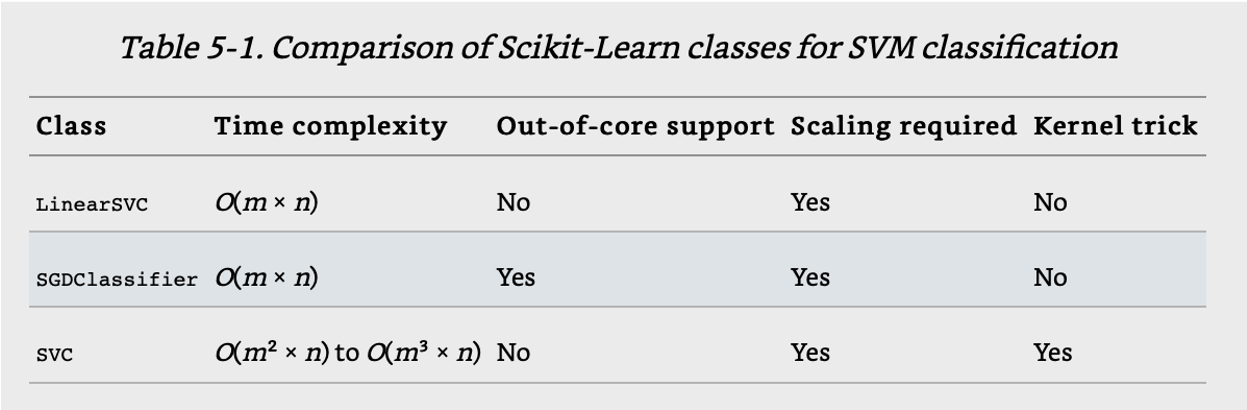 Table 5-1. Comparison of Scikit-Learn classes for SVM classification
Class Time complexity Out-of-core support Scaling required Kernel trick
LinearSVC O(m × n) No Yes No
SGDClassifier O(m × n) Yes Yes No
SVC O(m² × n) to O(m³ × n) No Yes Yes